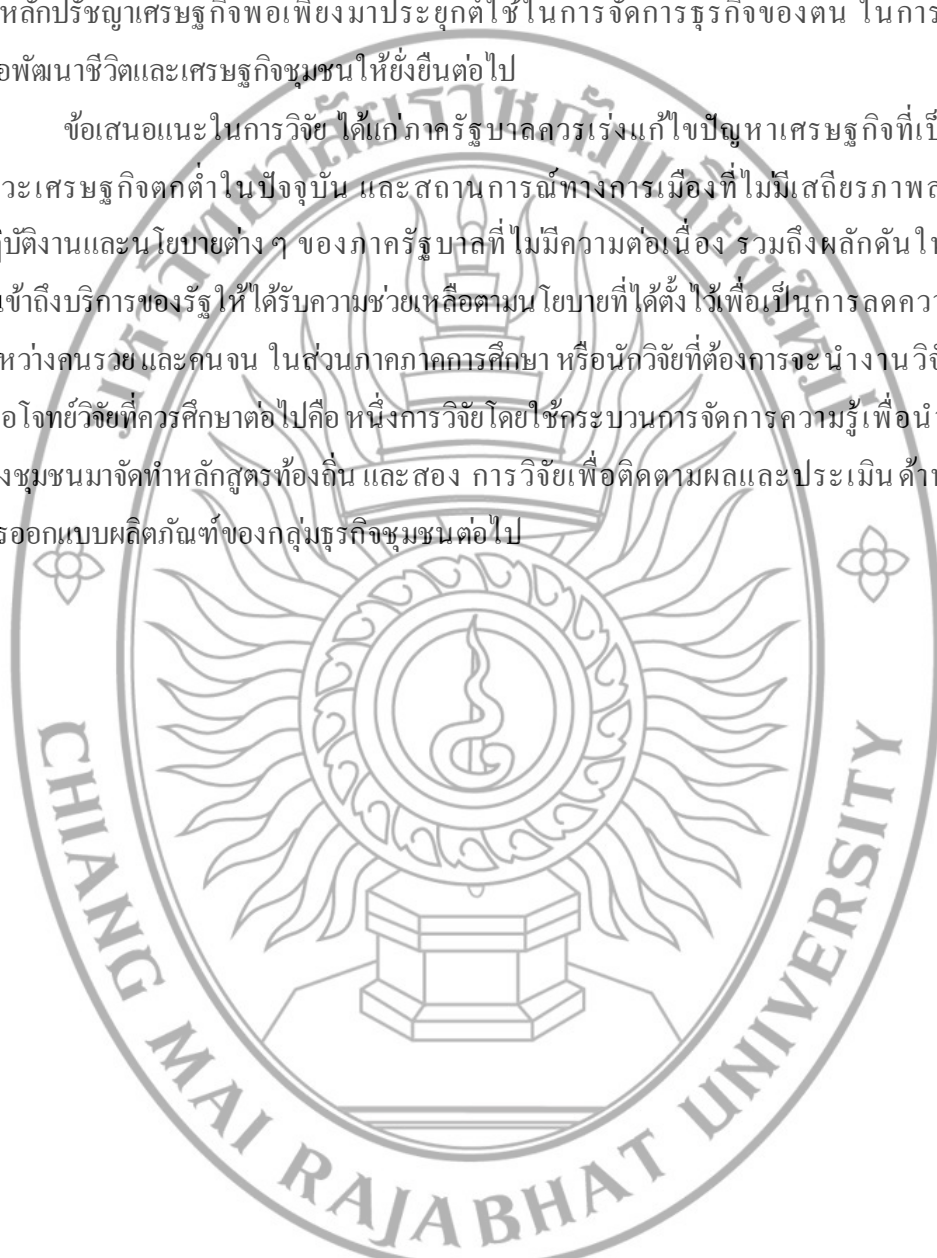 หลักปรัชญาเศรษฐกิจพอเพียงมาประยุกต์ใช้ในการจัดการธุรกิจของตน ในการ
อพัฒนาชีวิตและเศรษฐกิจชุมชนให้ยั่งยืนต่อไป
ข้อเสนอแนะในการวิจัย ได้แก่ ภาครัฐบาลควรเร่งแก้ไขปัญหาเศรษฐกิจที่เป็
วะเศรษฐกิจตกต่ำในปัจจุบัน และสถานการณ์ทางการเมืองที่ไม่มีเสถียรภาพส
ฏิบัติงานและนโยบายต่าง ๆ ของภาครัฐบาลที่ไม่มีความต่อเนื่อง รวมถึงผลักดันให
เข้าถึงบริการของรัฐให้ได้รับความช่วยเหลือตามนโยบายที่ได้ตั้งไว้เพื่อเป็นการลดควา
หว่างคนรวยและคนจน ในส่วนภาคภาคการศึกษา หรือนักวิจัยที่ต้องการจะนำงานวิจั
อโจทย์วิจัยที่ควรศึกษาต่อไปคือ หนึ่งการวิจัยโดยใช้กระบวนการจัดการความรู้เพื่อนำ
งชุมชนมาจัดทำหลักสูตรท้องถิ่น และสอง การวิจัยเพื่อติดตามผลและประเมินด้าน
รออกแบบผลิตภัณฑ์ของกลุ่มธุรกิจชุมชนต่อไป
มหาวิทยาลัยราชภัฏเชียงใหม่
CHIANG MAI RAJABHAT UNIVERSITY